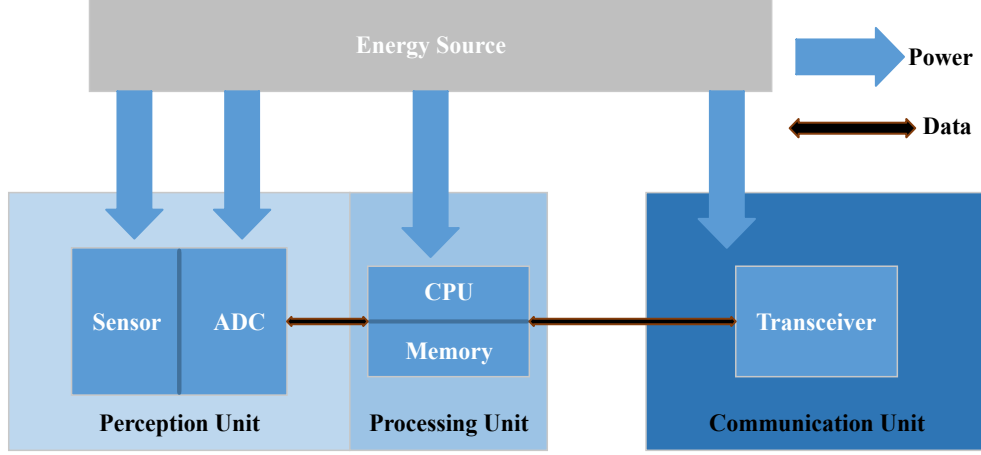 Energy Source
Power
Data
Sensor
ADC
CPU
Memory
Transceiver
Perception Unit
Processing Unit
Communication Unit